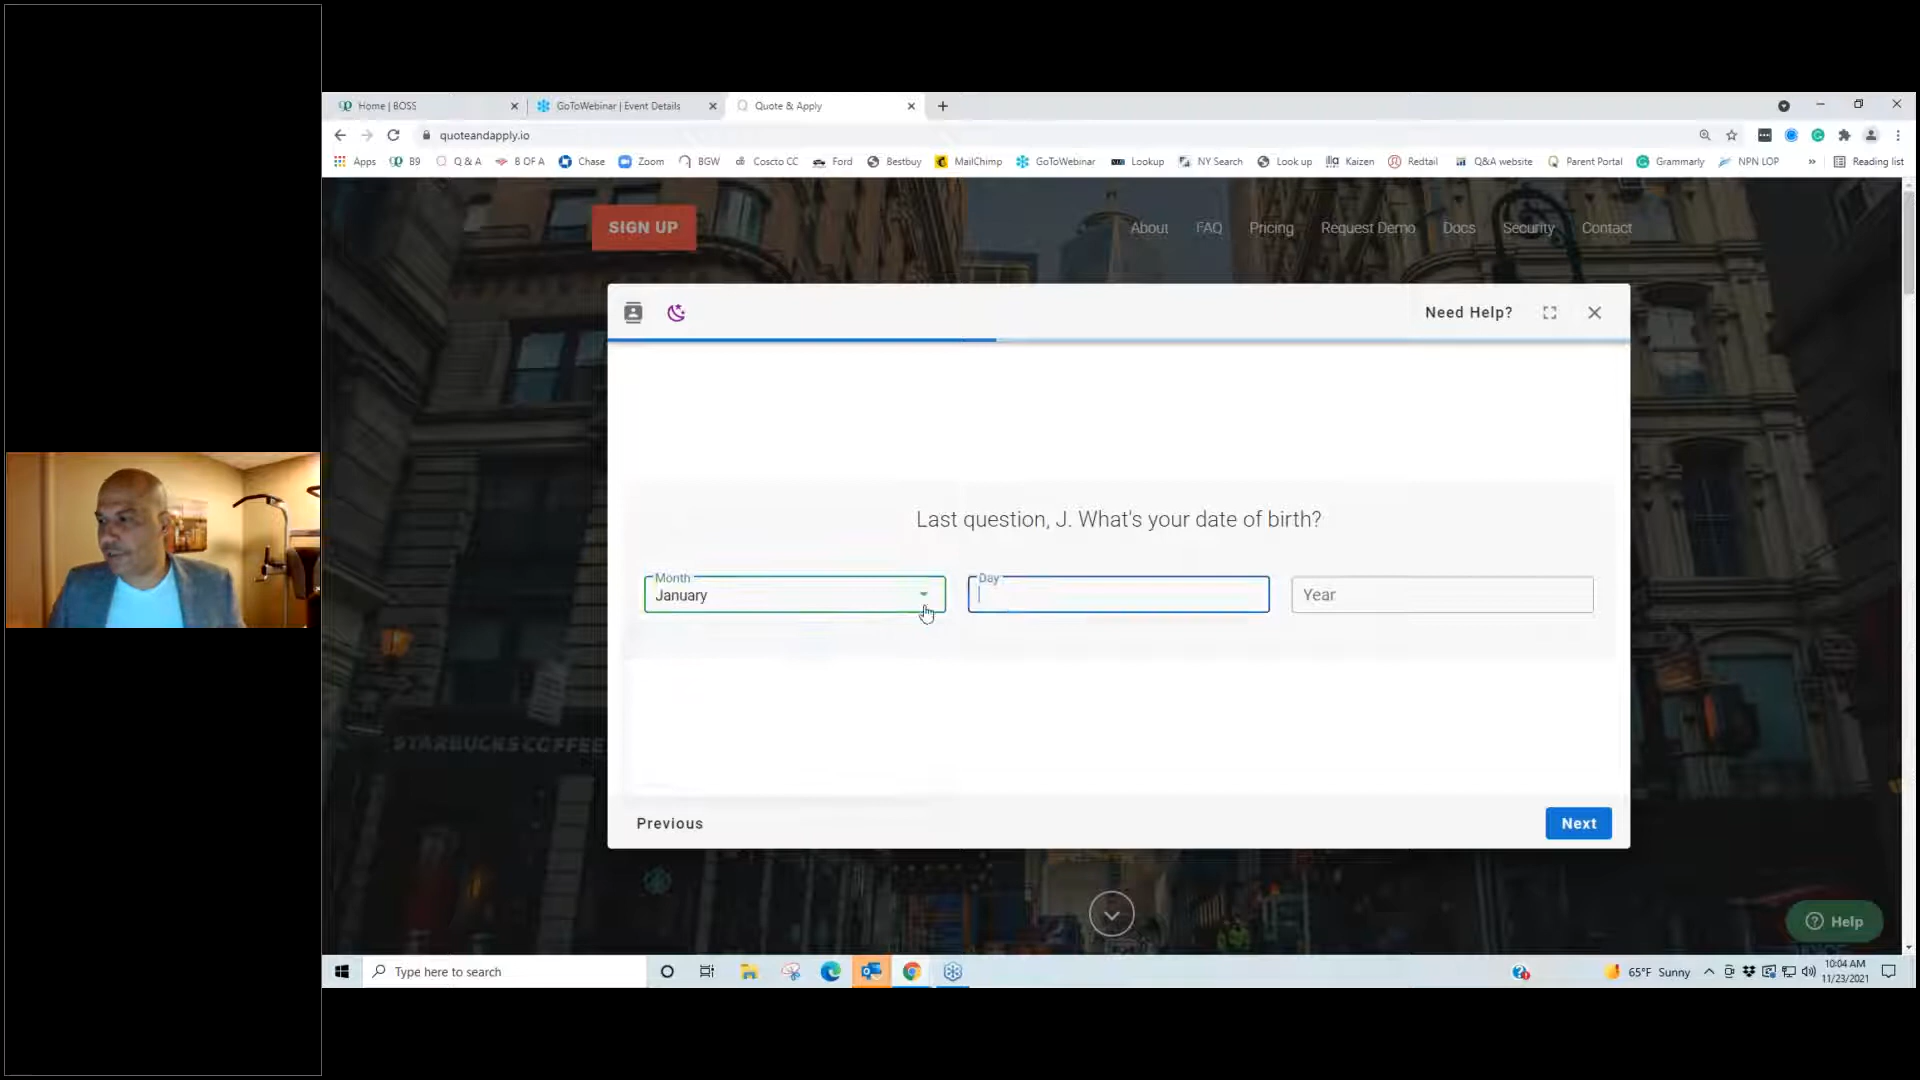 Home | BOSS
GoToWebinar | Event Details
Quote & Apply
quoteandapply.io
Apps
B9
Q & A
B OF A
Chase
Zoom
BGW
Coscto CC
Ford
Bestbuy
MailChimp
GoToWebinar
Lookup
NY Search
Look up
Kaizen
Redtail
Q&A website
Parent Portal
Grammarly
NPN LOP
»
Reading list
SIGN UP
About
FAQ
Pricing
Request Demo
Docs
Security
Contact
Need Help?
Last question, J. What's your date of birth?
Month
January
Day
Year
STARBUCKS COFFEE
Previous
Next
Help
Type here to search
65°F Sunny
10:04 AM
11/23/2021